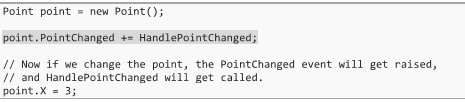 Point point = new Point();
point.PointChanged += HandlePointChanged;
// Now if we change the point, the PointChanged event will get raised,
// and HandlePointChanged will get called.
point.X = 3;